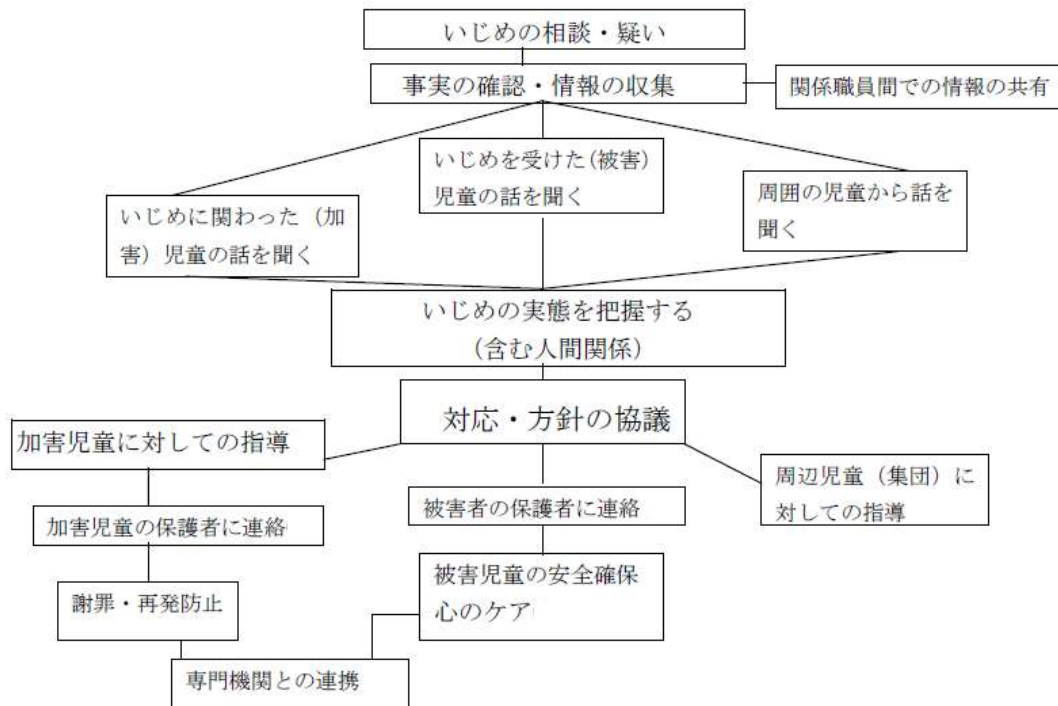 いじめの相談・疑い
事実の確認・情報の収集
関係職員間での情報の共有
いじめを受けた(被害)
児童の話を聞く
いじめに関わった（加
害）児童の話を聞く
周囲の児童から話を
聞く
いじめの実態を把握する
(含む人間関係)
対応・方針の協議
加害児童に対しての指導
周辺児童（集団）に
対しての指導
加害児童の保護者に連絡
被害者の保護者に連絡
謝罪・再発防止
被害児童の安全確保
心のケア
専門機関との連携